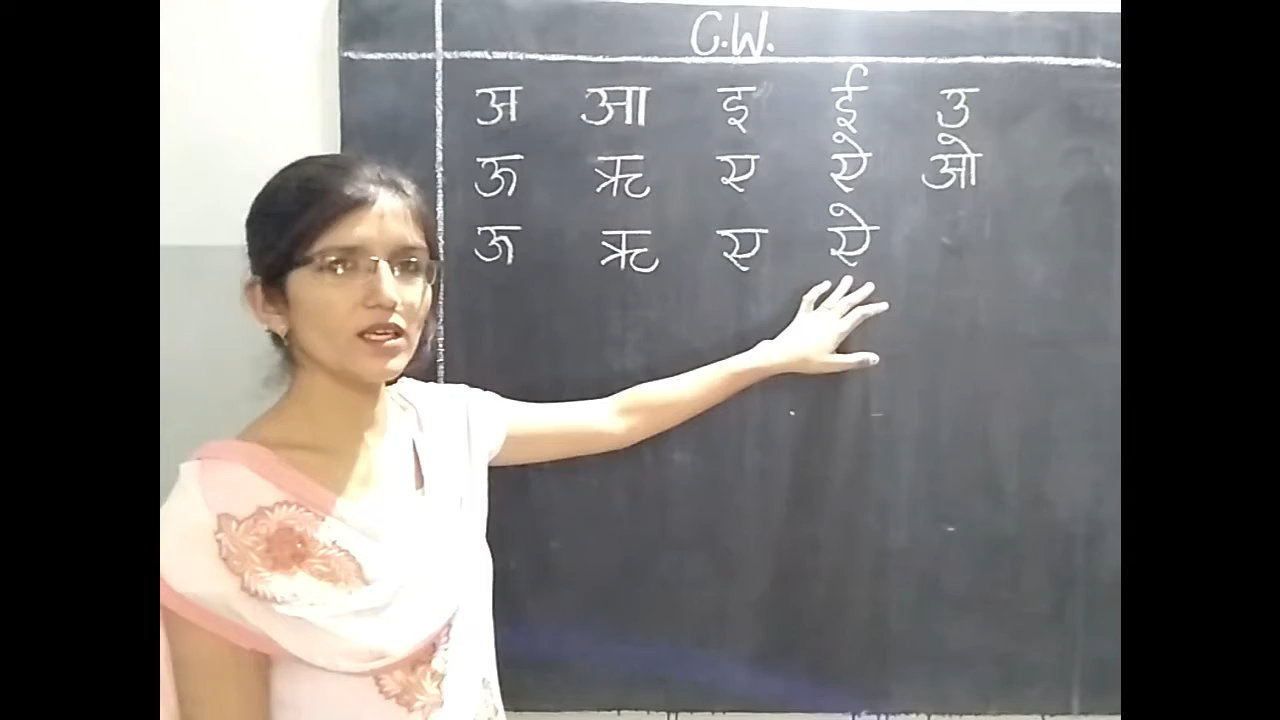 C.W.
अ आ इ ई उ
ऊ ऋ ए ऐ ओ
ऊ ऋ ए ऐ